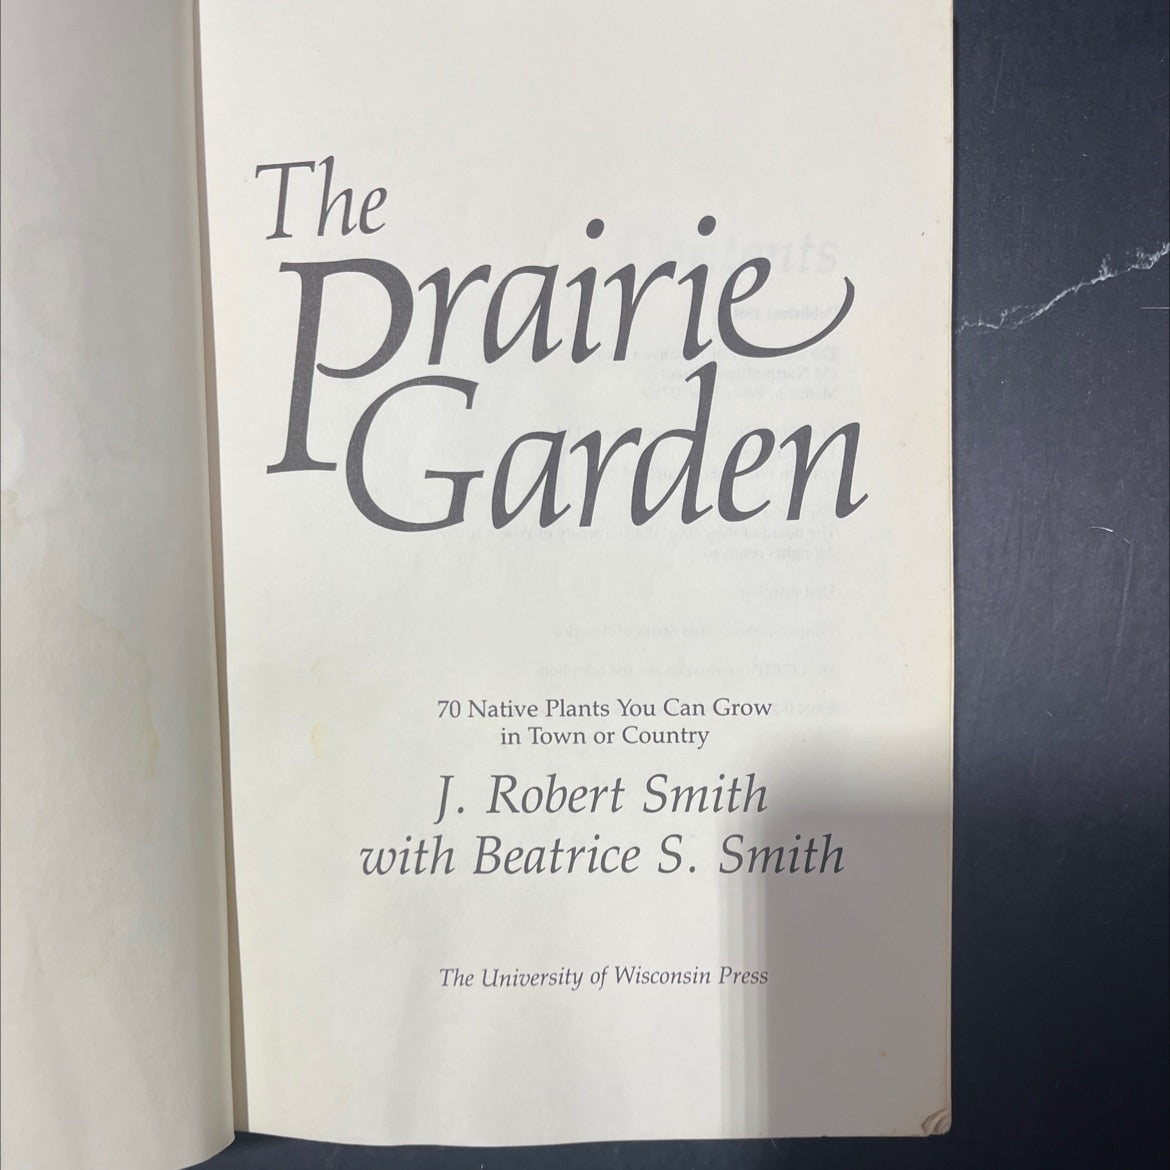 The
Prairie
Garden
70 Native Plants You Can Grow
in Town or Country
J. Robert Smith
with Beatrice S. Smith
The University of Wisconsin Press